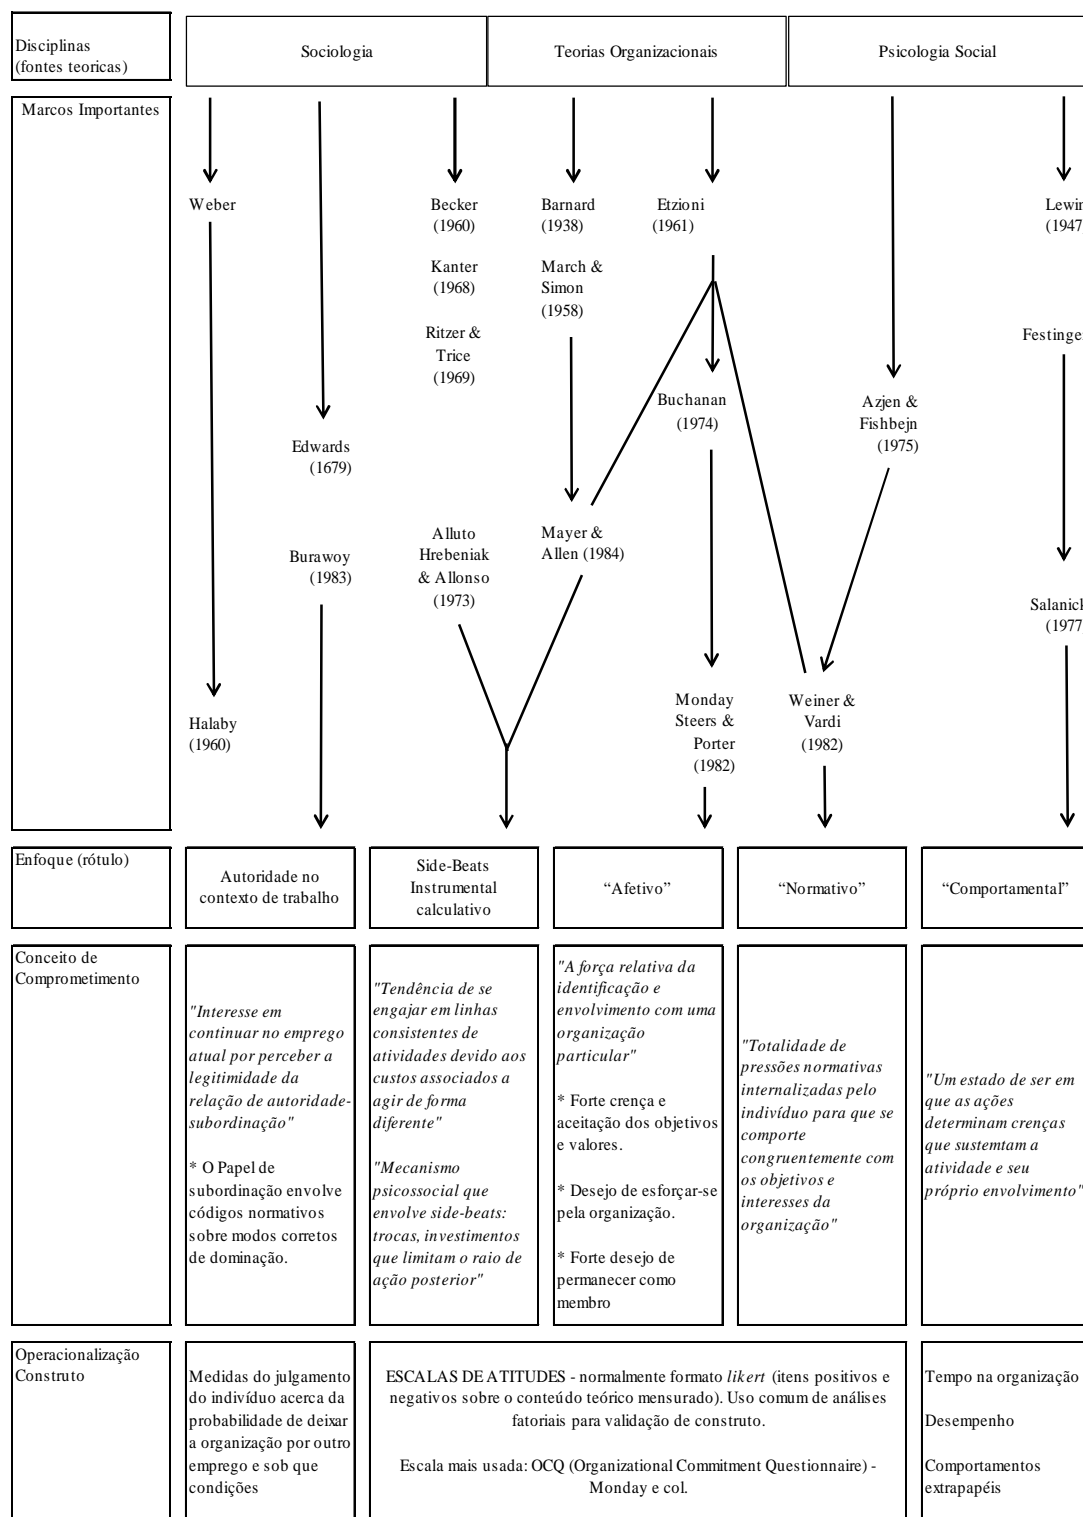 Disciplinas
(fontes teoricas)
Sociologia
Teorias Organizacionais
Psicologia Social
Marcos Importantes
Weber
Becker
(1960)
Barnard
(1938)
Etzioni
(1961)
Lewin
(1947
Kanter
(1968)
March &
Simon
(1958)
Ritzer &
Trice
(1969)
Festinger
Buchanan
(1974)
Azjen &
Fishbejn
(1975)
Edwards
(1679)
Alluto
Hrebeniak
& Allonso
(1973)
Mayer &
Allen (1984)
Burawoy
(1983)
Salanick
(1977
Halaby
(1960)
Monday
Steers &
Porter
(1982)
Weiner &
Vardi
(1982)
Enfoque (rótulo)
Autoridade no
contexto de trabalho
Side-Beats
Instrumental
calculativo
“Afetivo”
“Normativo”
“Comportamental”
Conceito de
Comprometimento
"Interesse em
continuar no emprego
atual por perceber a
legitimidade da
relação de autoridade-
subordinação"
* O Papel de
subordinação envolve
códigos normativos
sobre modos corretos
de dominação.
"Tendência de se
engajar em linhas
consistentes de
atividades devido aos
custos associados a
agir de forma
diferente"
"Mecanismo
psicossocial que
envolve side-beats:
trocas, investimentos
que limitam o raio de
ação posterior"
"A força relativa da
identificação e
envolvimento com uma
organização
particular"
* Forte crença e
aceitação dos objetivos
e valores.
* Desejo de esforçar-se
pela organização.
* Forte desejo de
permanecer como
membro
"Totalidade de
pressões normativas
internalizadas pelo
indivíduo para que se
comporte
congruentemente com
os objetivos e
interesses da
organização"
"Um estado de ser em
que as ações
determinam crenças
que sustemtam a
atividade e seu
próprio envolvimento"
Operacionalização
Construto
Medidas do julgamento
do indivíduo acerca da
probabilidade de deixar
a organização por outro
emprego e sob que
condições
ESCALAS DE ATITUDES - normalmente formato likert (itens positivos e
negativos sobre o conteúdo teórico mensurado). Uso comum de análises
fatoriais para validação de construto.
Escala mais usada: OCQ (Organizational Commitment Questionnaire) -
Monday e col.
Tempo na organização
Desempenho
Comportamentos
extrapapéis